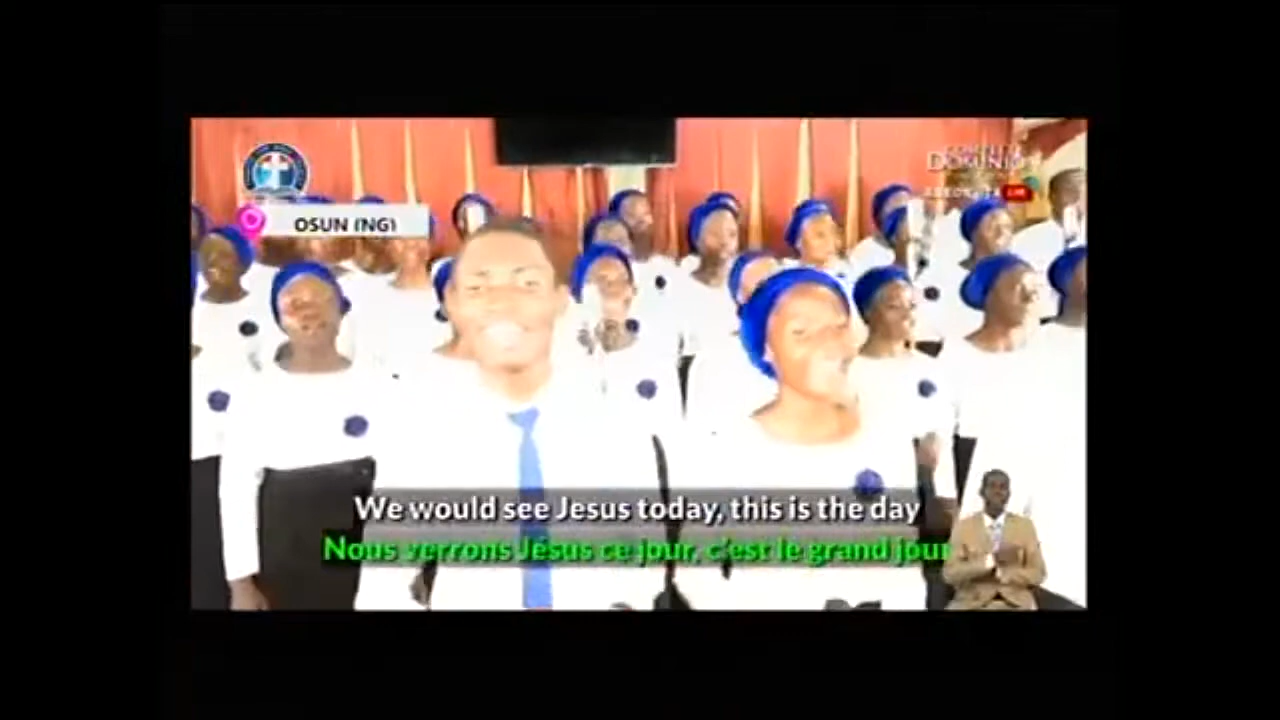 OSUN (NG)
LIVE
We would see Jesus today, this is the day
Nous verrons Jésus ce jour, c'est le grand jour